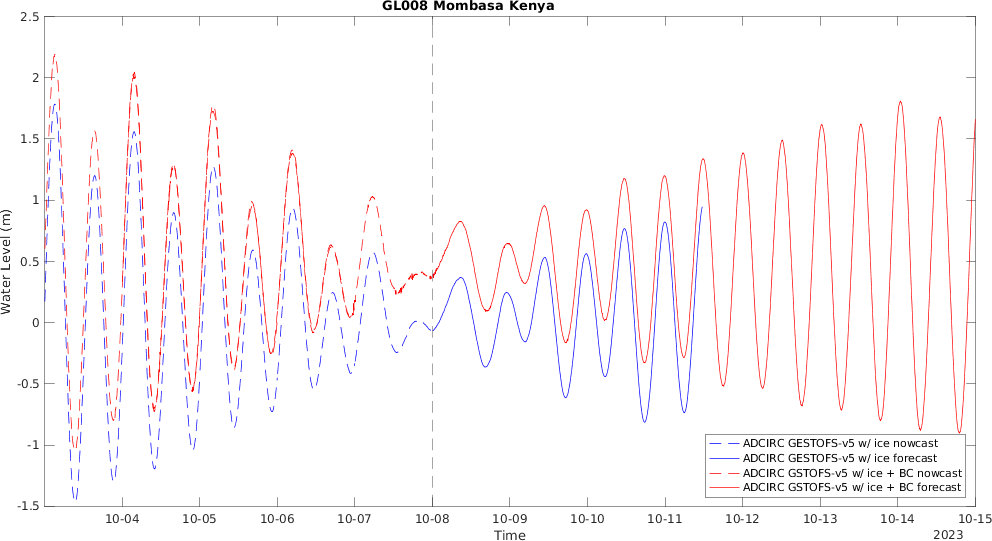 GL008 Mombasa Kenya
2.5
2
1.5
1
0.5
0
-0.5
-1
-1.5
Water Level (m)
ADCIRC GESTOFS-v5 w/ ice nowcast
ADCIRC GESTOFS-v5 w/ ice forecast
ADCIRC GSTOFS-v5 w/ ice + BC nowcast
ADCIRC GSTOFS-v5 w/ ice + BC forecast
10-04 10-05 10-06 10-07 10-08 10-09 10-10 10-11 10-12 10-13 10-14 10-15
Time
2023